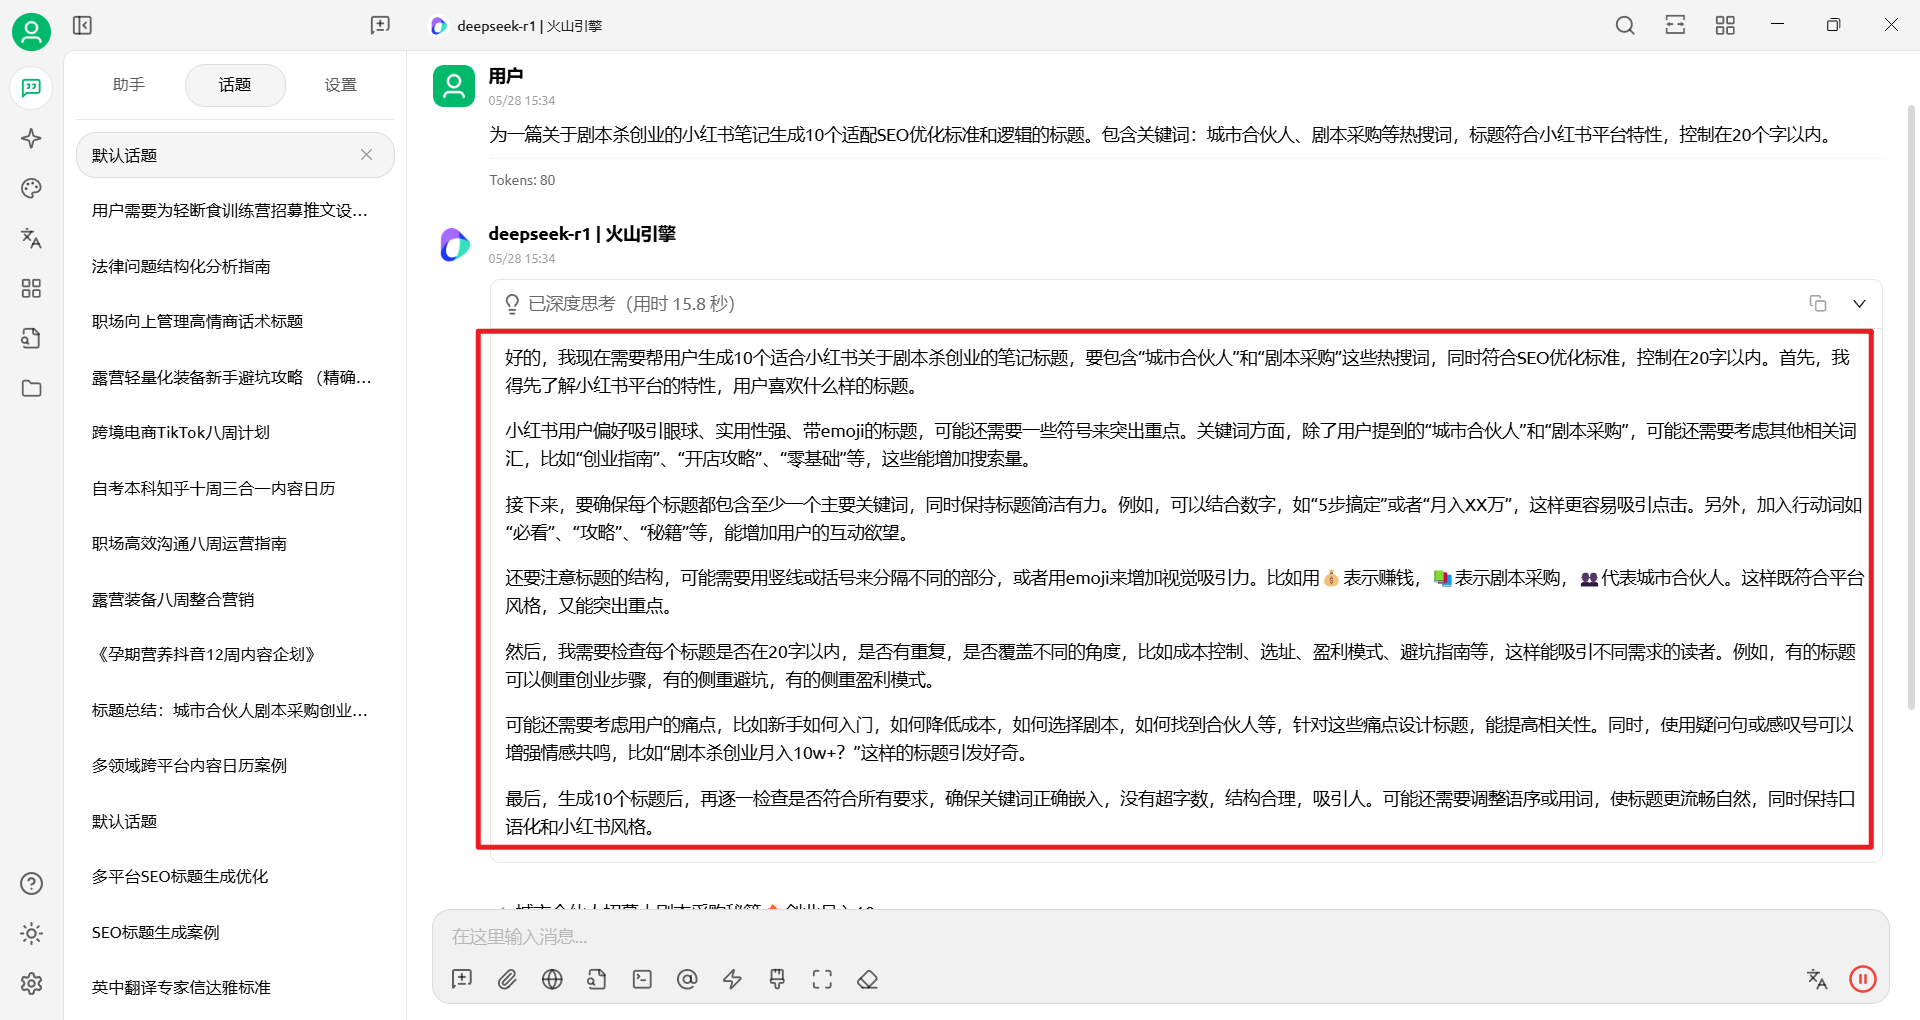 deepseek-r1 | 火山引擎
助手
话题
设置
默认话题
用户需要为轻断食训练营招募推文设...
法律问题结构化分析指南
职场向上管理高情商话术标题
露营轻量化装备新手避坑攻略 （精确...
跨境电商TikTok八周计划
自考本科知乎十周三合一内容日历
职场高效沟通八周运营指南
露营装备八周整合营销
《孕期营养抖音12周内容企划》
标题总结：城市合伙人剧本采购创业...
多领域跨平台内容日历案例
默认话题
多平台SEO标题生成优化
SEO标题生成案例
英中翻译专家信达雅标准
用户
05/28 15:34
为一篇关于剧本杀创业的小红书笔记生成10个适配SEO优化标准和逻辑的标题。包含关键词：城市合伙人、剧本采购等热搜词，标题符合小红书平台特性，控制在20个字以内。
Tokens: 80
deepseek-r1 | 火山引擎
05/28 15:34
已深度思考（用时 15.8 秒）
好的，我现在需要帮用户生成10个适合小红书关于剧本杀创业的笔记标题，要包含“城市合伙人”和“剧本采购”这些热搜词，同时符合SEO优化标准，控制在20字以内。首先，我
得先了解小红书平台的特性，用户喜欢什么样的标题。
小红书用户偏好吸引眼球、实用性强、带emoji的标题，可能还需要一些符号来突出重点。关键词方面，除了用户提到的“城市合伙人”和“剧本采购”，可能还需要考虑其他相关词
汇，比如“创业指南”、“开店攻略”、“零基础”等，这些能增加搜索量。
接下来，要确保每个标题都包含至少一个主要关键词，同时保持标题简洁有力。例如，可以结合数字，如“5步搞定”或者“月入XX万”，这样更容易吸引点击。另外，加入行动词如
“必看”、“攻略”、“秘籍”等，能增加用户的互动欲望。
还要注意标题的结构，可能需要用竖线或括号来分隔不同的部分，或者用emoji来增加视觉吸引力。比如用💰表示赚钱，📚表示剧本采购，👥代表城市合伙人。这样既符合平台
风格，又能突出重点。
然后，我需要检查每个标题是否在20字以内，是否有重复，是否覆盖不同的角度，比如成本控制、选址、盈利模式、避坑指南等，这样能吸引不同需求的读者。例如，有的标题
可以侧重创业步骤，有的侧重避坑，有的侧重盈利模式。
可能还需要考虑用户的痛点，比如新手如何入门，如何降低成本，如何选择剧本，如何找到合伙人等，针对这些痛点设计标题，能提高相关性。同时，使用疑问句或感叹号可以
增强情感共鸣，比如“剧本杀创业月入10w+？”这样的标题引发好奇。
最后，生成10个标题后，再逐一检查是否符合所有要求，确保关键词正确嵌入，没有超字数，结构合理，吸引人。可能还需要调整语序或用词，使标题更流畅自然，同时保持口
语化和小红书风格。
在这里输入消息...